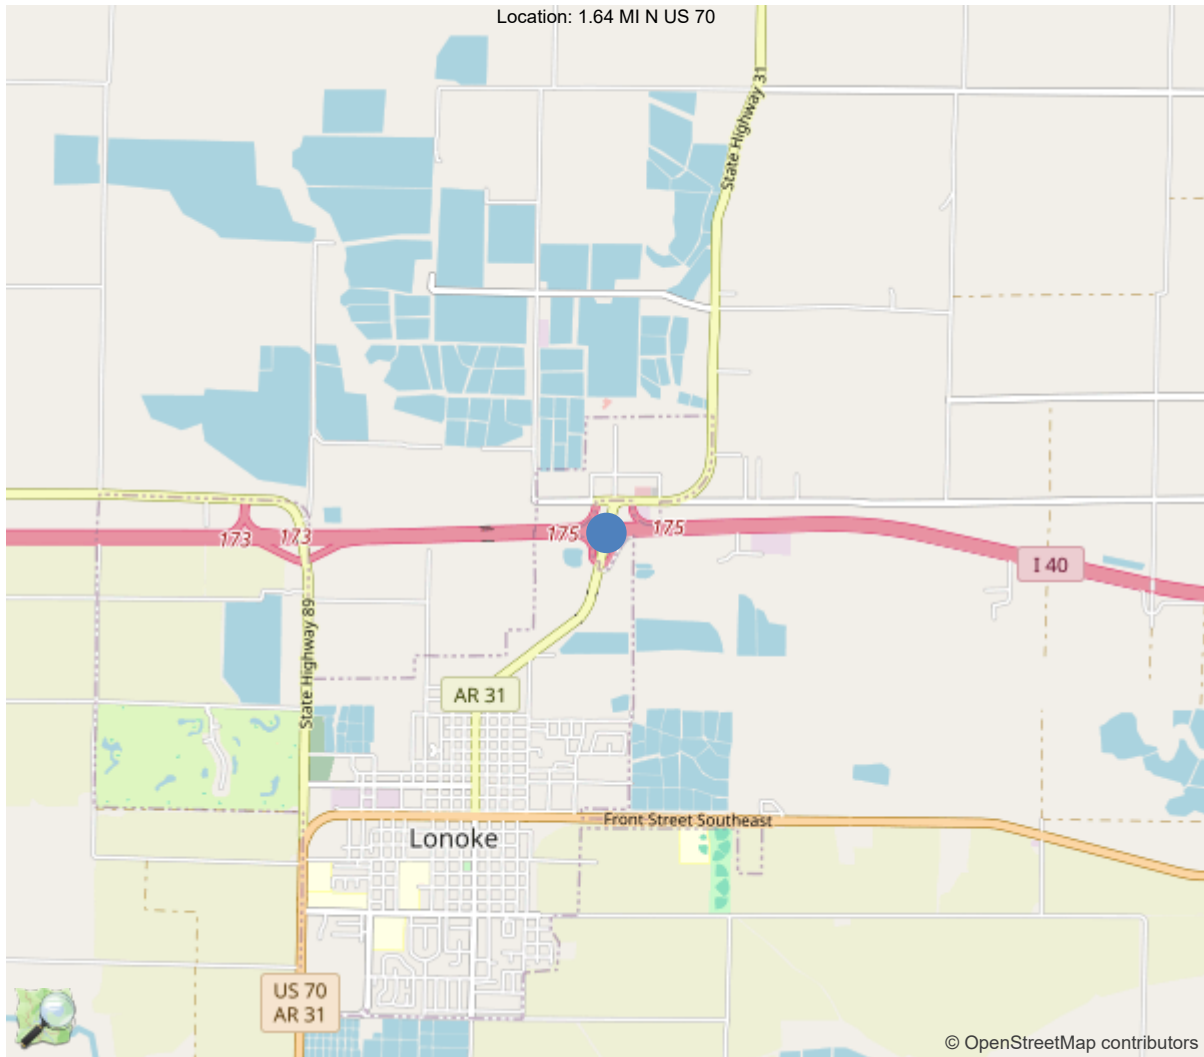 Location: 1.64 MI N US 70
State Highway 31
173
173
175
175
I 40
State Highway 89
AR 31
Front Street Southeast
Lonoke
US 70
AR 31
© OpenStreetMap contributors